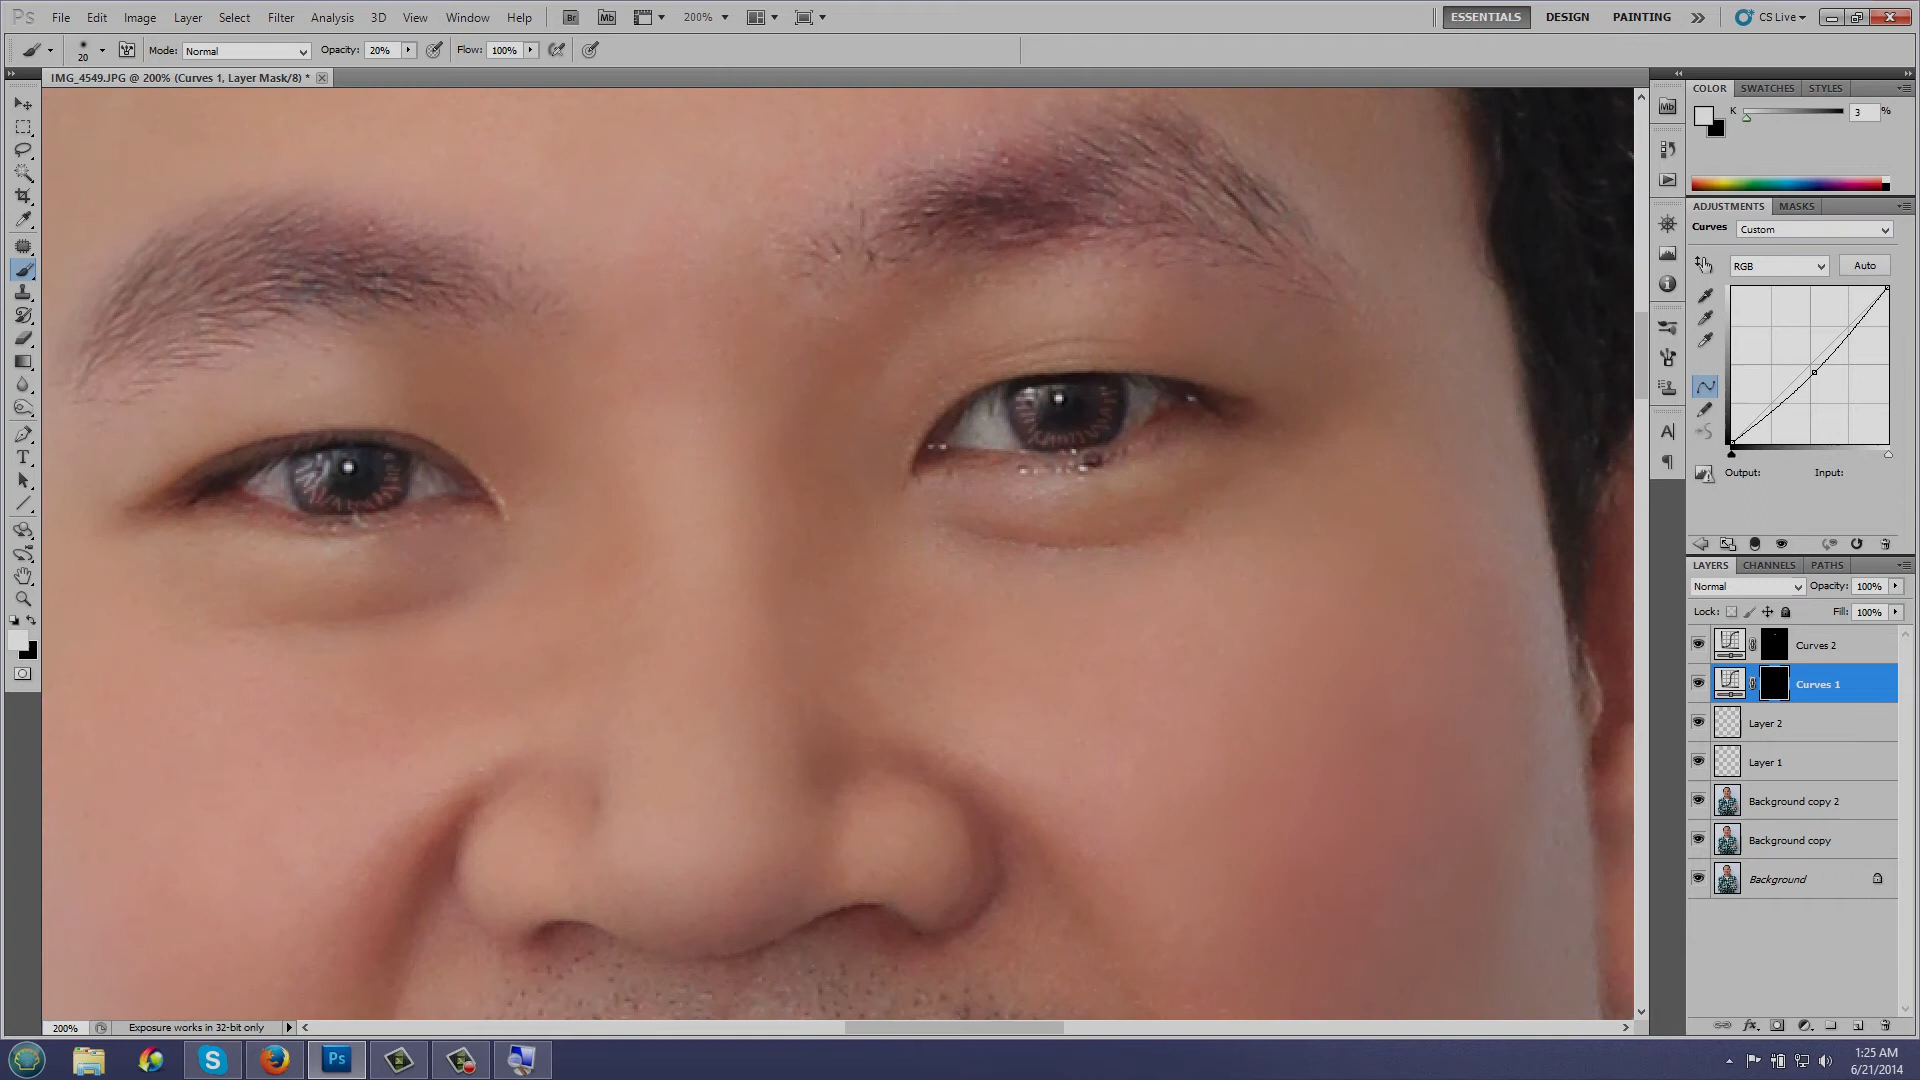 Ps File Edit Image Layer Select Filter Analysis 3D View Window Help Br Mb 200% ESSENTIALS DESIGN PAINTING CS Live
20 Mode: Normal Opacity: 20% Flow: 100%
IMG_4549.JPG @ 200% (Curves 1, Layer Mask/8) *
Mb
COLOR SWATCHES STYLES
K 3 %
ADJUSTMENTS MASKS
Curves Custom
RGB Auto
Output: Input:
LAYERS CHANNELS PATHS
Normal Opacity: 100%
Lock: Fill: 100%
Curves 2
Curves 1
Layer 2
Layer 1
Background copy 2
Background copy
Background
200% Exposure works in 32-bit only
Ps
1:25 AM
6/21/2014